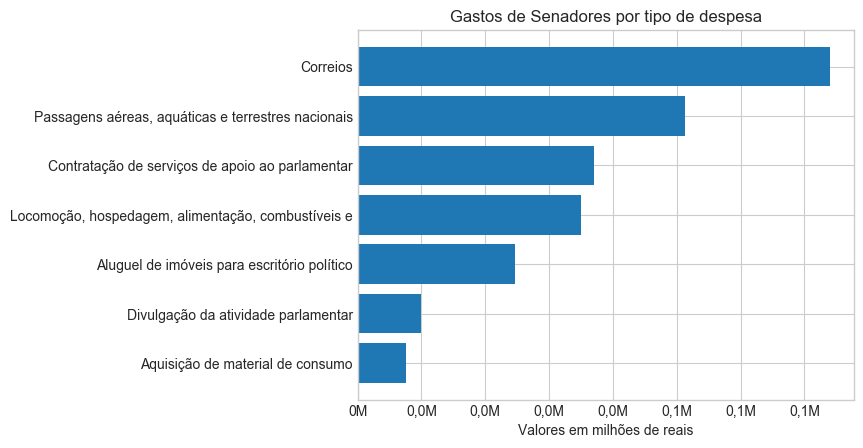 Gastos de Senadores por tipo de despesa
Correios
Passagens aéreas, aquáticas e terrestres nacionais
Contratação de serviços de apoio ao parlamentar
Locomoção, hospedagem, alimentação, combustíveis e
Aluguel de imóveis para escritório político
Divulgação da atividade parlamentar
Aquisição de material de consumo
0M 0,0M 0,0M 0,0M 0,0M 0,1M 0,1M 0,1M
Valores em milhões de reais